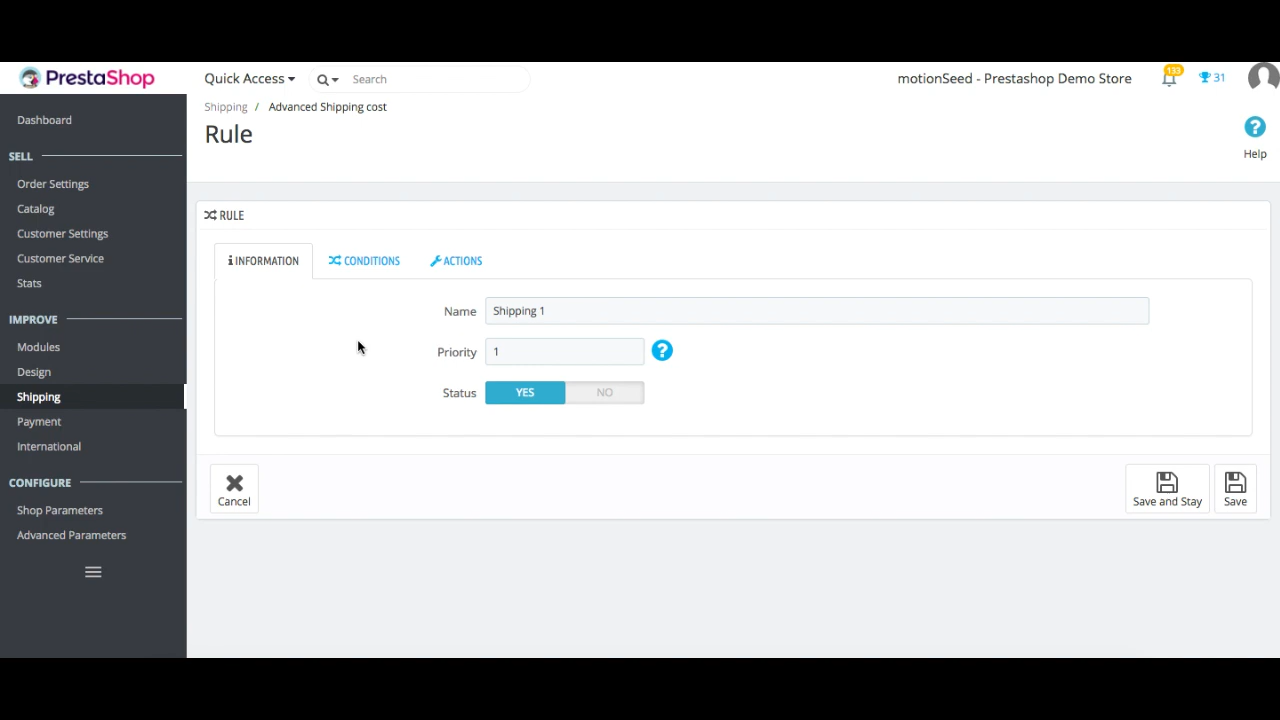 PrestaShop
Quick Access
Search
motionSeed - Prestashop Demo Store
133
31
Shipping / Advanced Shipping cost
Rule
Help
Dashboard
SELL
Order Settings
Catalog
Customer Settings
Customer Service
Stats
IMPROVE
Modules
Design
Shipping
Payment
International
CONFIGURE
Shop Parameters
Advanced Parameters
RULE
INFORMATION
CONDITIONS
ACTIONS
Name Shipping 1
Priority 1
Status YES NO
Cancel
Save and Stay
Save